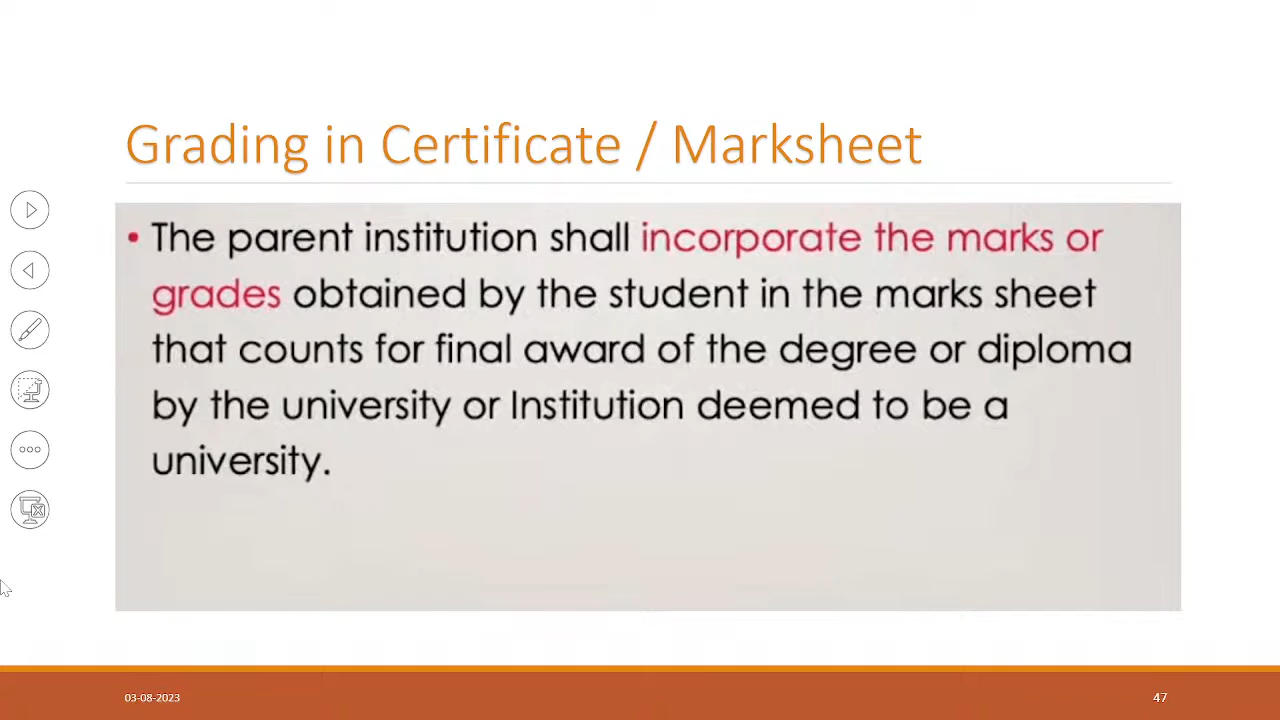 Grading in Certificate / Marksheet
• The parent institution shall incorporate the marks or
grades obtained by the student in the marks sheet
that counts for final award of the degree or diploma
by the university or Institution deemed to be a
university.
03-08-2023
47